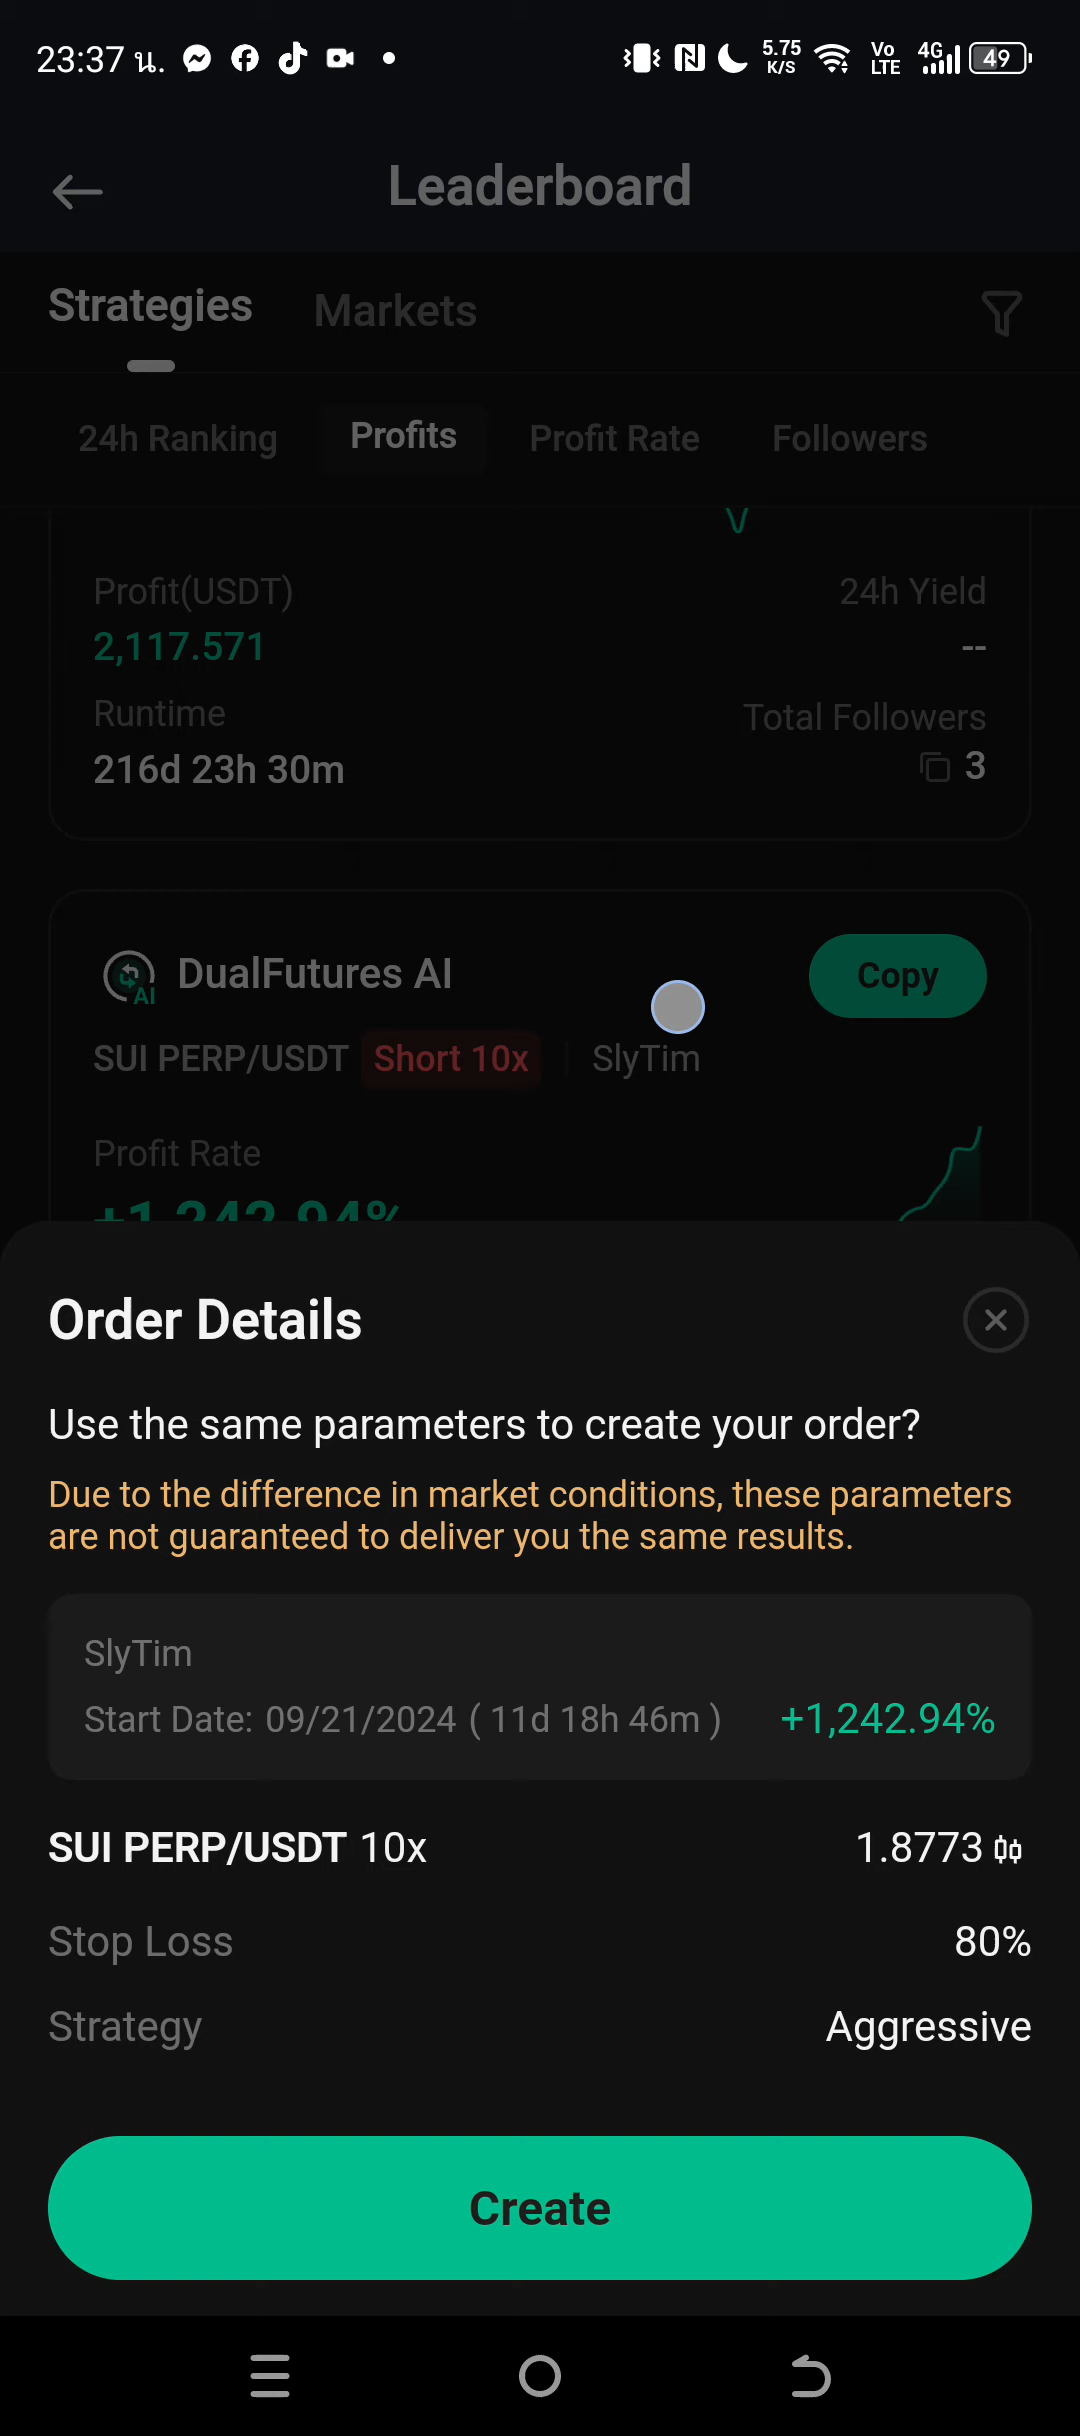 23:37 น.
5.75 K/S
Vo LTE
4G
49
Leaderboard
Strategies Markets
24h Ranking Profits Profit Rate Followers
Profit(USDT) 24h Yield
2,117.571 --
Runtime Total Followers
216d 23h 30m 3
DualFutures AI Copy
AI
SUI PERP/USDT Short 10x SlyTim
Profit Rate
+1,242.94%
Order Details
Use the same parameters to create your order?
Due to the difference in market conditions, these parameters
are not guaranteed to deliver you the same results.
SlyTim
Start Date: 09/21/2024 ( 11d 18h 46m ) +1,242.94%
SUI PERP/USDT 10x 1.8773
Stop Loss 80%
Strategy Aggressive
Create